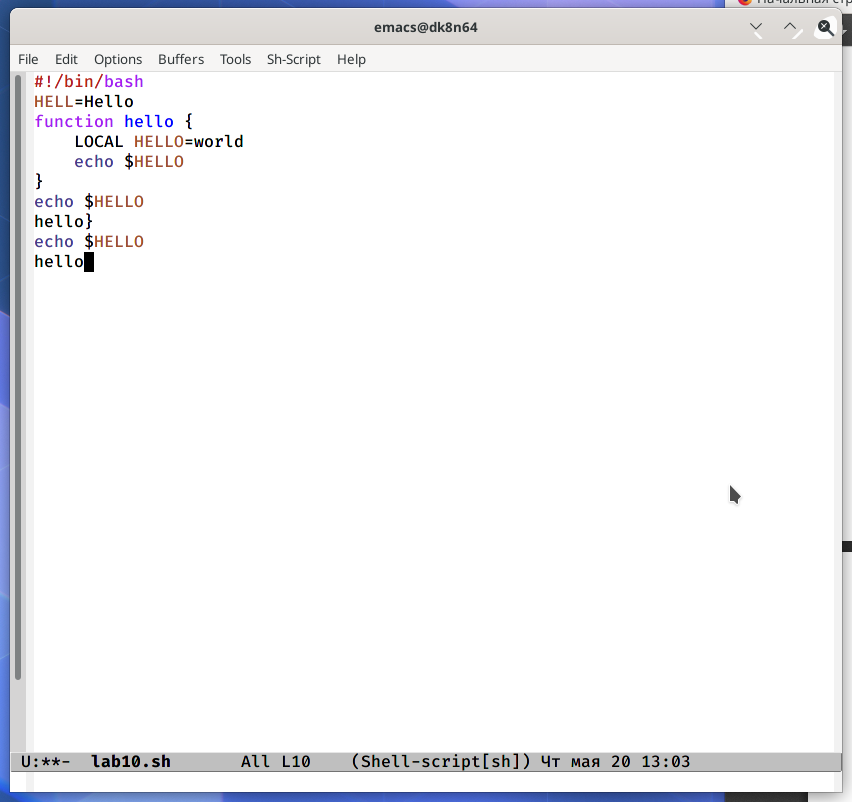 Начальная стр
emacs@dk8n64
File Edit Options Buffers Tools Sh-Script Help
#!/bin/bash
HELL=Hello
function hello {
    LOCAL HELLO=world
    echo $HELLO
}
echo $HELLO
hello}
echo $HELLO
hello
U:**-  lab10.sh       All L10    (Shell-script[sh]) Чт мая 20 13:03